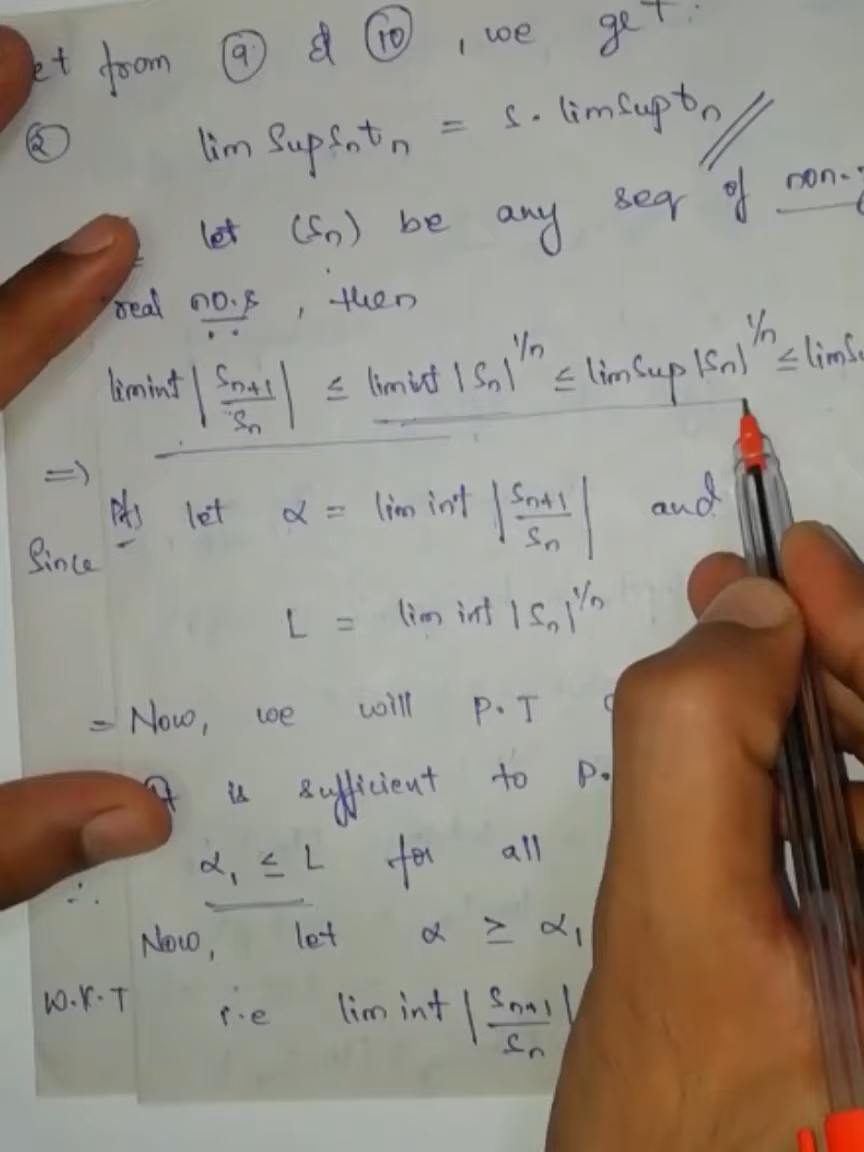 from ⑨ & ⑩, we get
② lim Sup Sₙtₙ = S. lim Sup tₙ //
let (Sₙ) be any seq of non-
real no.s, then
liminf |Sₙ₊₁/Sₙ| ≤ liminf |Sₙ|^1/n ≤ limSup |Sₙ|^1/n ≤ limSu
⇒
Pf) let α = lim inf |Sₙ₊₁/Sₙ| and
Since
L = lim inf |Sₙ|^1/n
= Now, we will P.T
is sufficient to P.
α₁ ≤ L for all
∴
Now, let α ≥ α₁
W.K.T i.e lim inf |Sₙ₊₁/Sₙ|